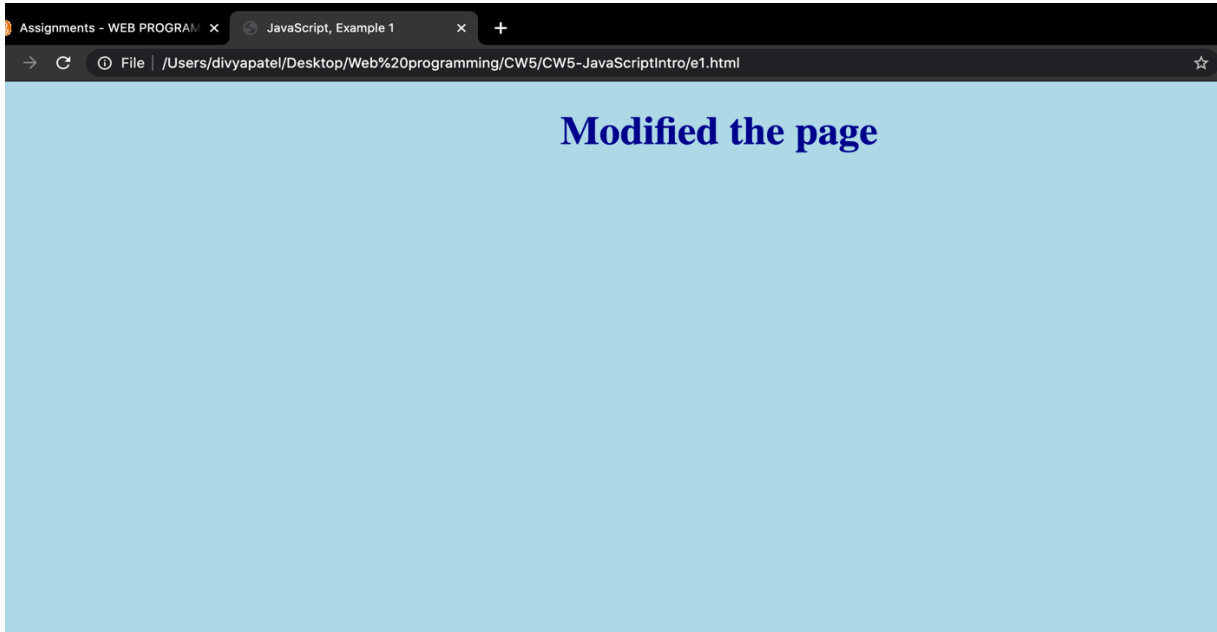 Assignments - WEB PROGRAM
JavaScript, Example 1
File | /Users/divyapatel/Desktop/Web%20programming/CW5/CW5-JavaScriptIntro/e1.html
Modified the page